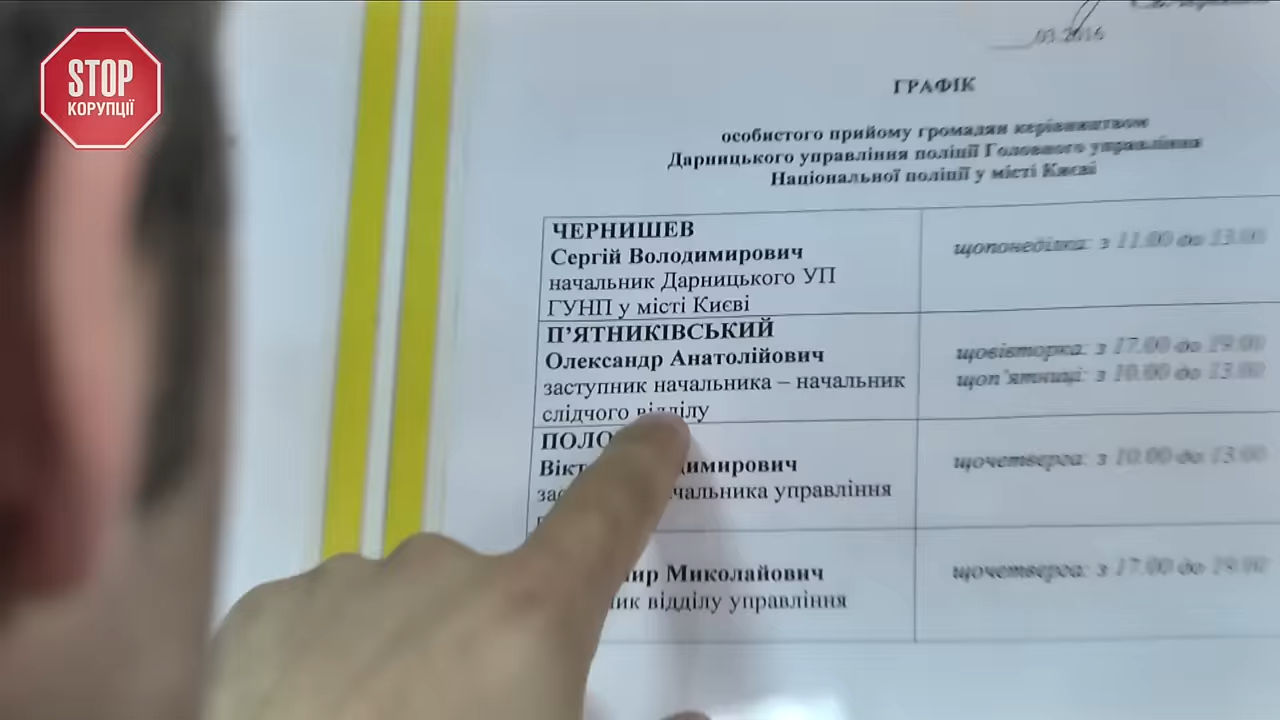 STOP
КОРУПЦІЇ
03.2016
ГРАФІК
особистого прийому громадян керівництвом
Дарницького управління поліції Головного управління
Національної поліції у місті Києві
ЧЕРНИШЕВ
Сергій Володимирович
начальник Дарницького УП
ГУНП у місті Києві
щопонеділка: з 11.00 до 13.00
П’ЯТНИКІВСЬКИЙ
Олександр Анатолійович
заступник начальника – начальник
слідчого відділу
щовівторка: з 17.00 до 19.00
щоп’ятниці: з 10.00 до 13.00
управління
щочетверга: з 10.00 до 13.00
Миколайович
відділу управління
щочетверга: з 17.00 до 19.00